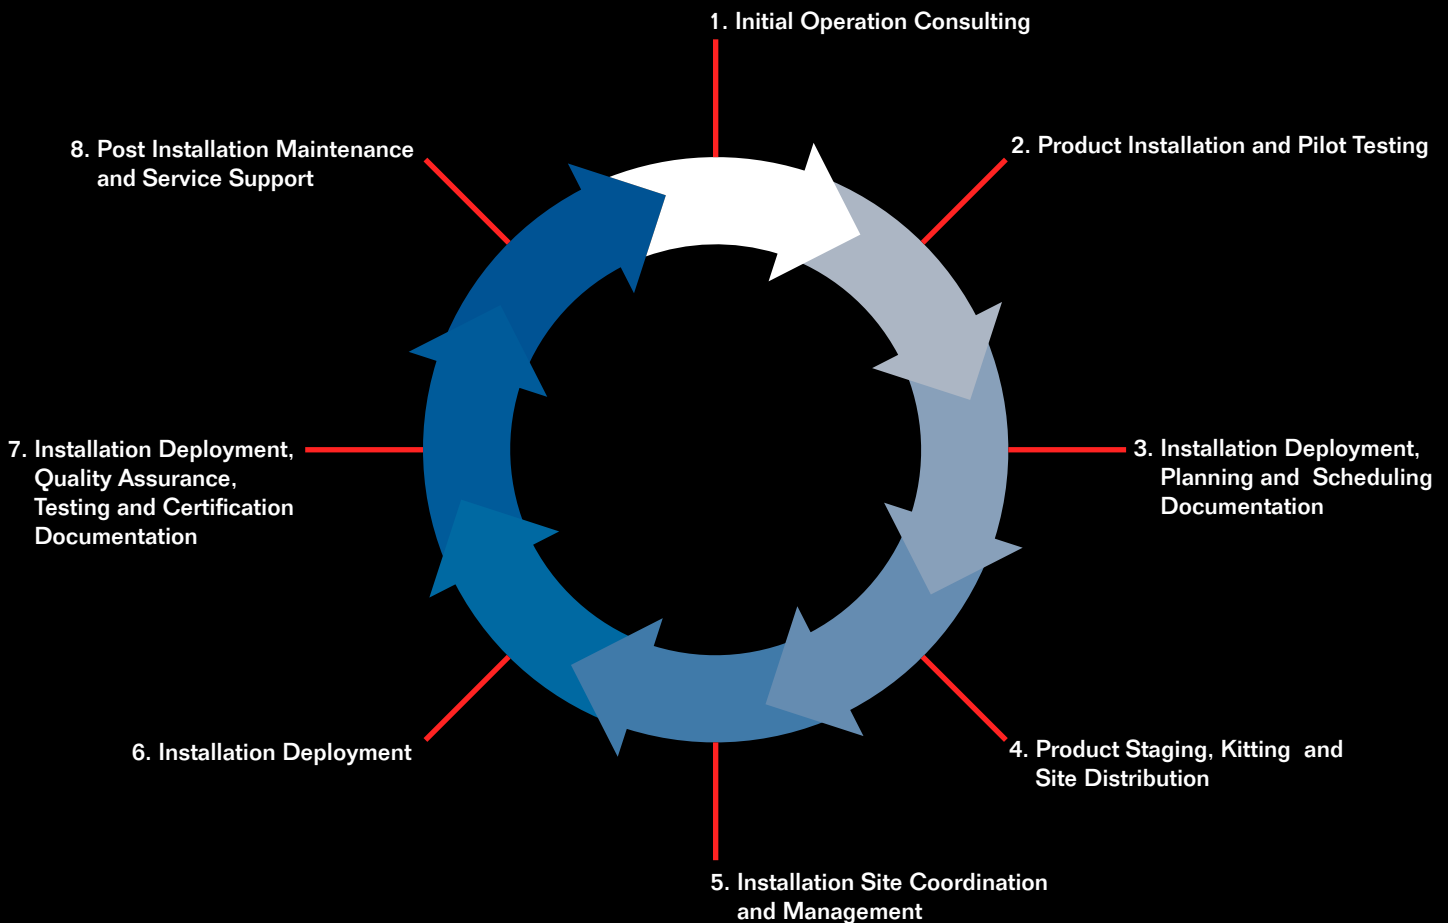 1. Initial Operation Consulting
2. Product Installation and Pilot Testing
3. Installation Deployment,
Planning and  Scheduling
Documentation
4. Product Staging, Kitting  and
Site Distribution
5. Installation Site Coordination
and Management
6. Installation Deployment
7. Installation Deployment,
Quality Assurance,
Testing and Certification
Documentation
8. Post Installation Maintenance
and Service Support